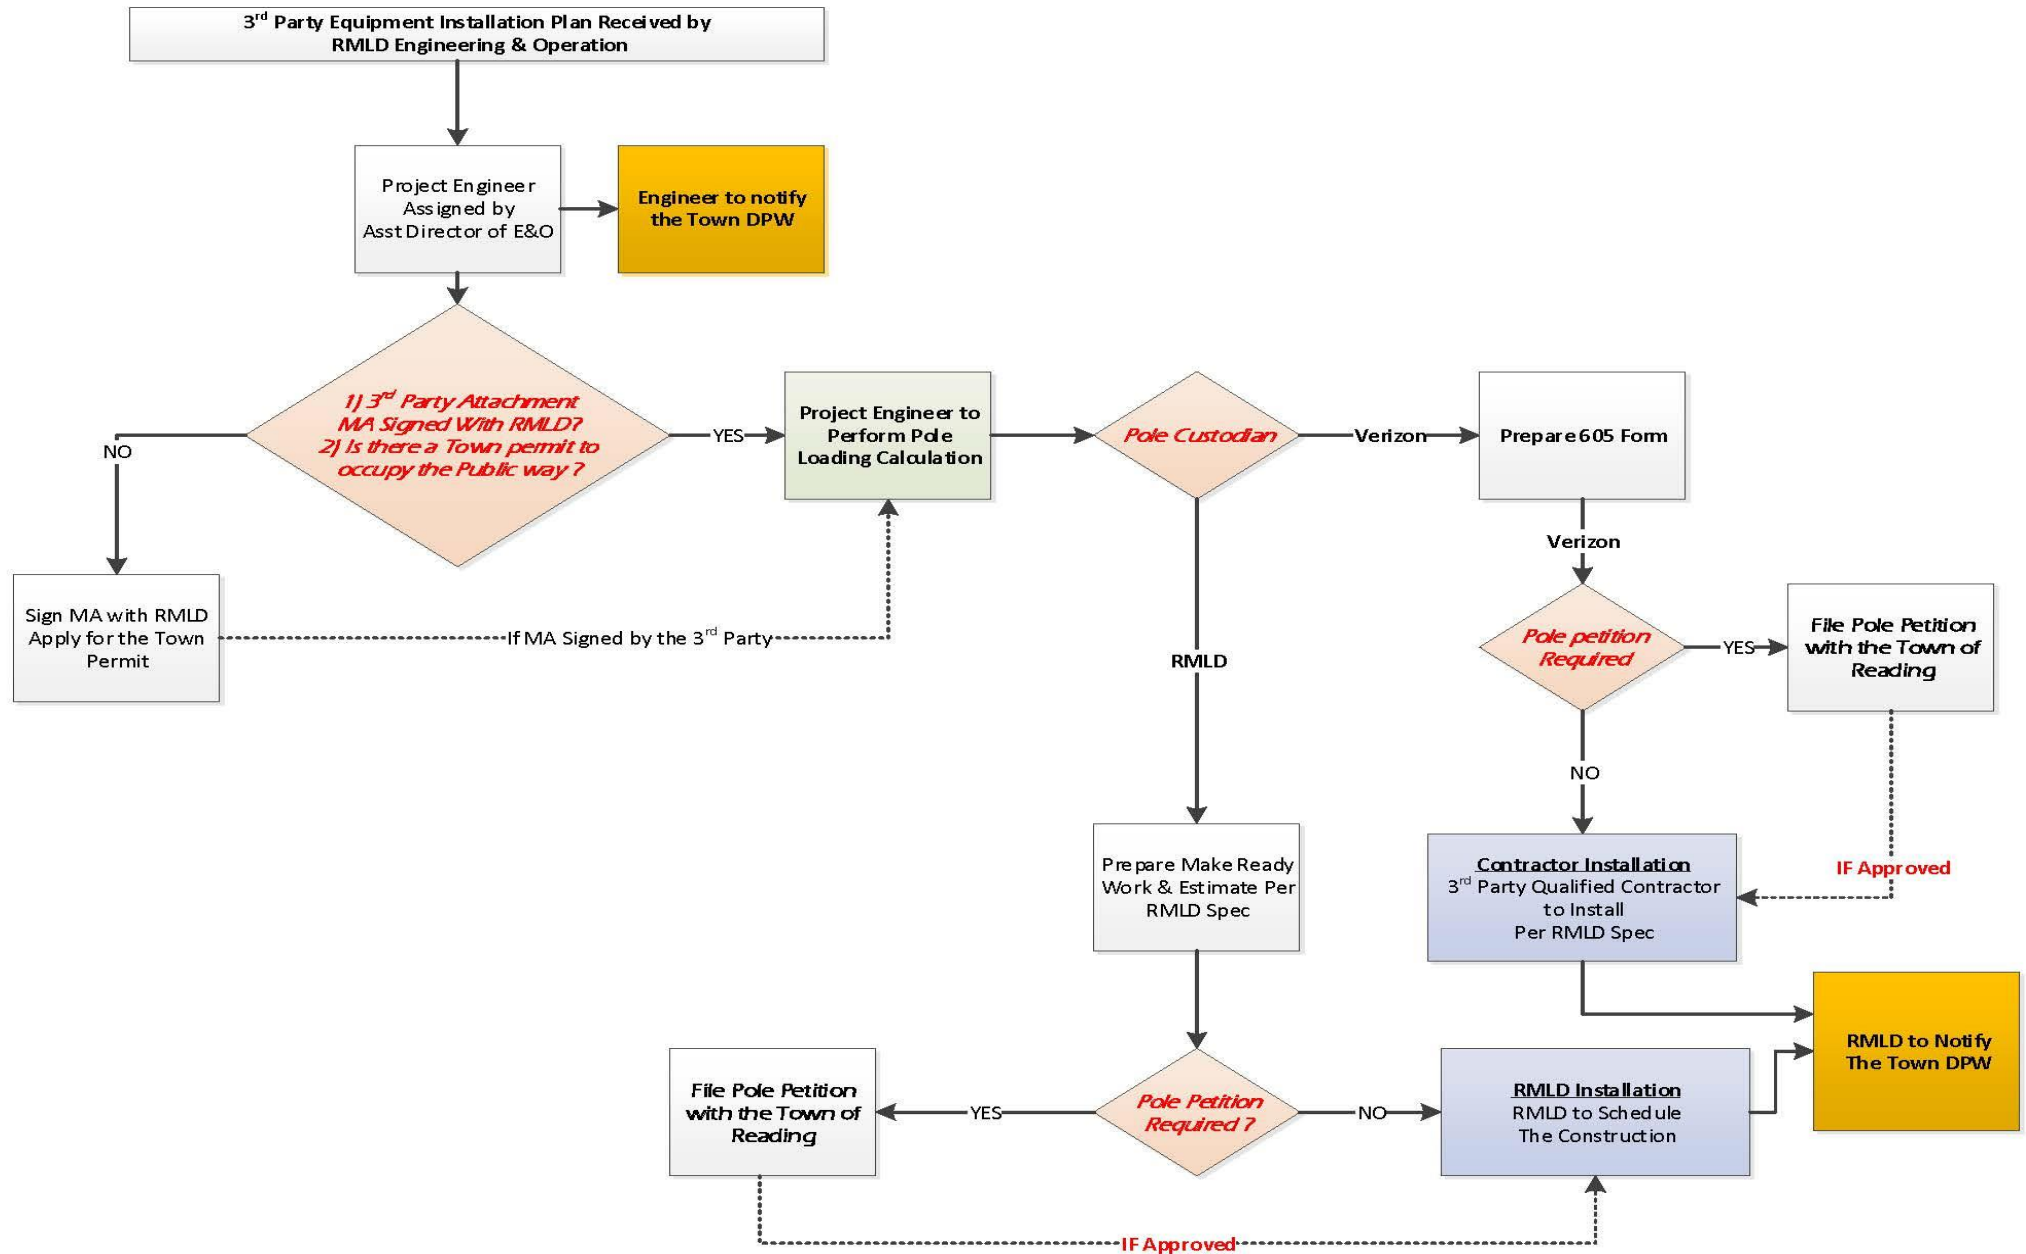 3rd Party Equipment Installation Plan Received by
RMLD Engineering & Operation
Project Engineer
Assigned by
Asst Director of E&O
Engineer to notify
the Town DPW
1) 3rd Party Attachment
MA Signed With RMLD?
2) Is there a Town permit to
occupy the Public way ?
NO
YES
Project Engineer to
Perform Pole
Loading Calculation
Pole Custodian
Verizon
Prepare 605 Form
Sign MA with RMLD
Apply for the Town
Permit
If MA Signed by the 3rd Party
Verizon
Pole petition
Required
YES
File Pole Petition
with the Town of
Reading
RMLD
NO
IF Approved
Contractor Installation
3rd Party Qualified Contractor
to Install
Per RMLD Spec
Prepare Make Ready
Work & Estimate Per
RMLD Spec
RMLD to Notify
The Town DPW
File Pole Petition
with the Town of
Reading
YES
Pole Petition
Required ?
NO
RMLD Installation
RMLD to Schedule
The Construction
IF Approved